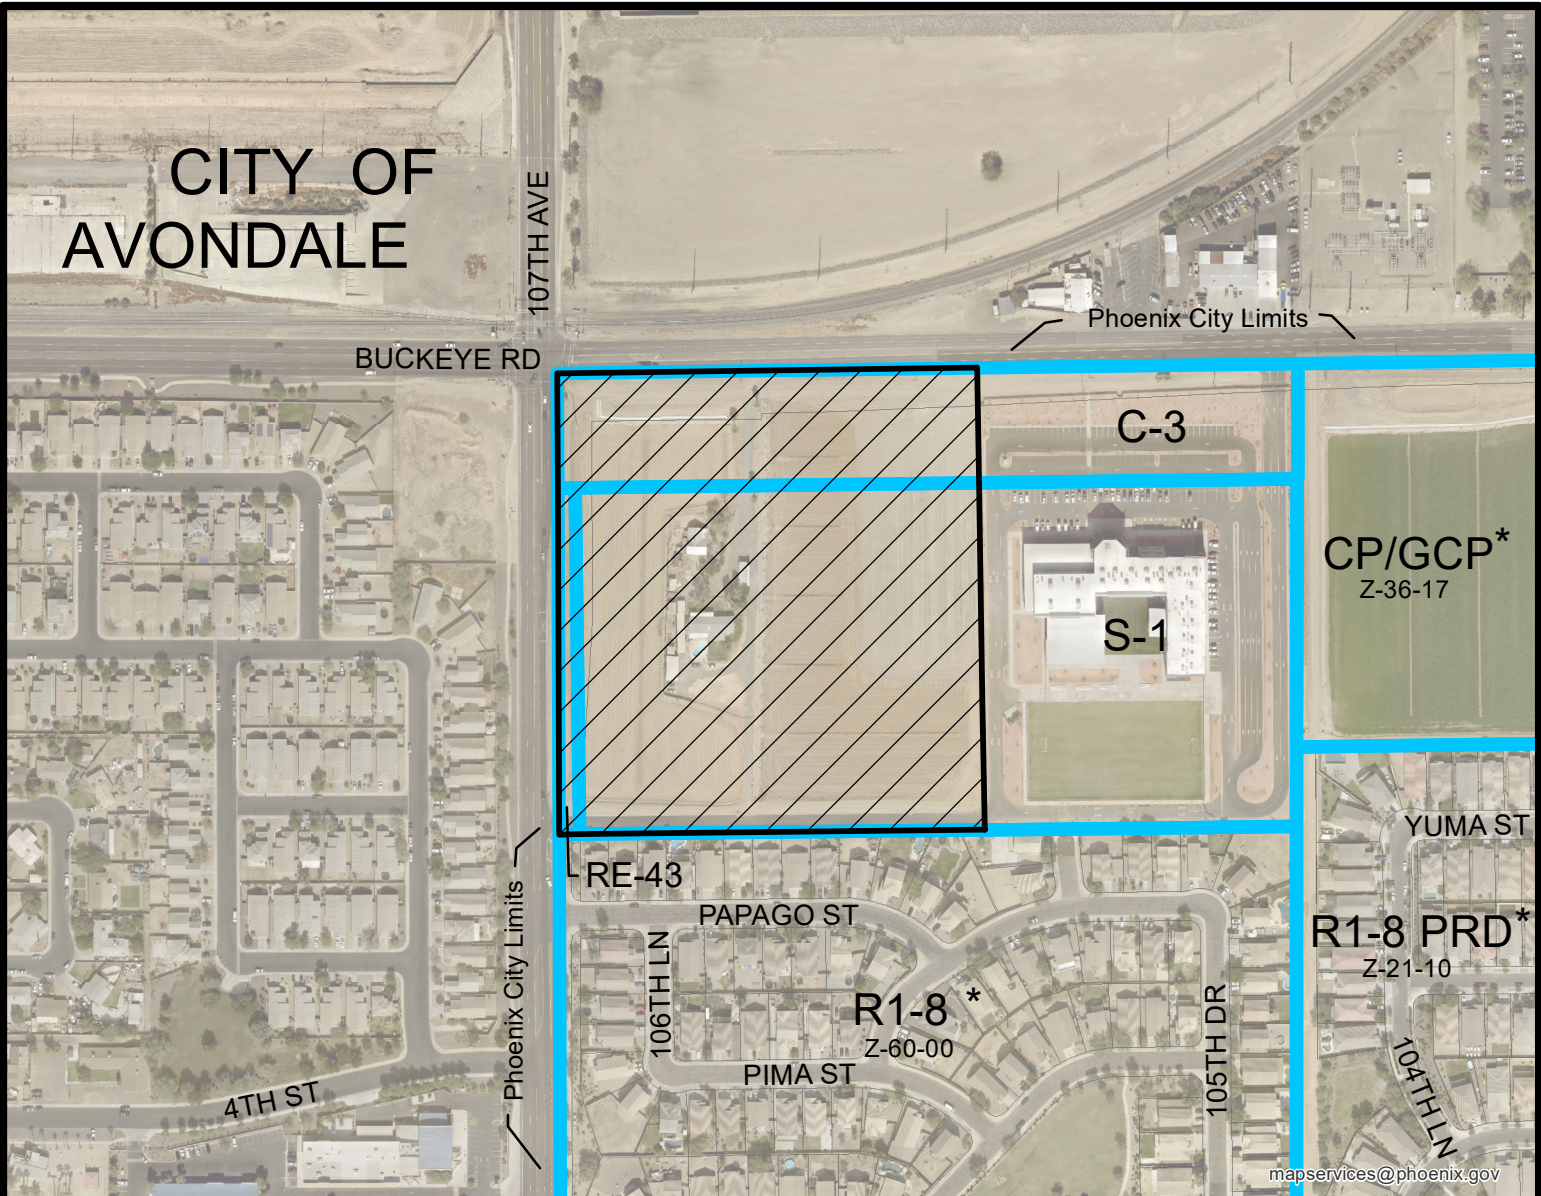 CITY OF
AVONDALE
107TH AVE
Phoenix City Limits
BUCKEYE RD
C-3
CP/GCP*
Z-36-17
S-1
YUMA ST
RE-43
PAPAGO ST
Phoenix City Limits
106TH LN
R1-8 *
Z-60-00
R1-8 PRD*
Z-21-10
105TH DR
PIMA ST
104TH LN
4TH ST
mapservices@phoenix.gov